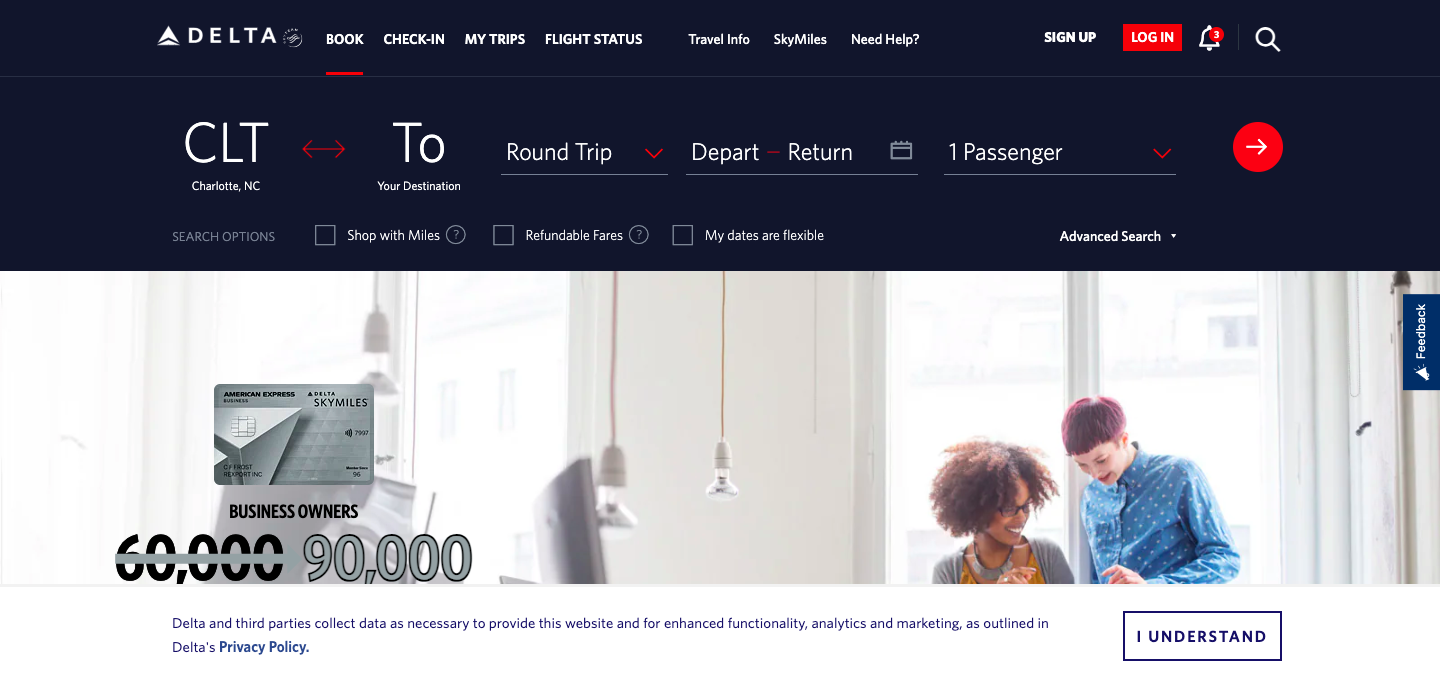 DELTA BOOK CHECK-IN MY TRIPS FLIGHT STATUS Travel Info SkyMiles Need Help? SIGN UP LOG IN 3
CLT To Round Trip Depart – Return 1 Passenger
Charlotte, NC Your Destination
SEARCH OPTIONS Shop with Miles ? Refundable Fares ? My dates are flexible Advanced Search
Feedback
AMERICAN EXPRESS DELTA
BUSINESS SKYMILES
7997
C F FROST Member Since
REXPORT INC 96
BUSINESS OWNERS
60,000 90,000
Delta and third parties collect data as necessary to provide this website and for enhanced functionality, analytics and marketing, as outlined in
Delta's Privacy Policy.
I UNDERSTAND